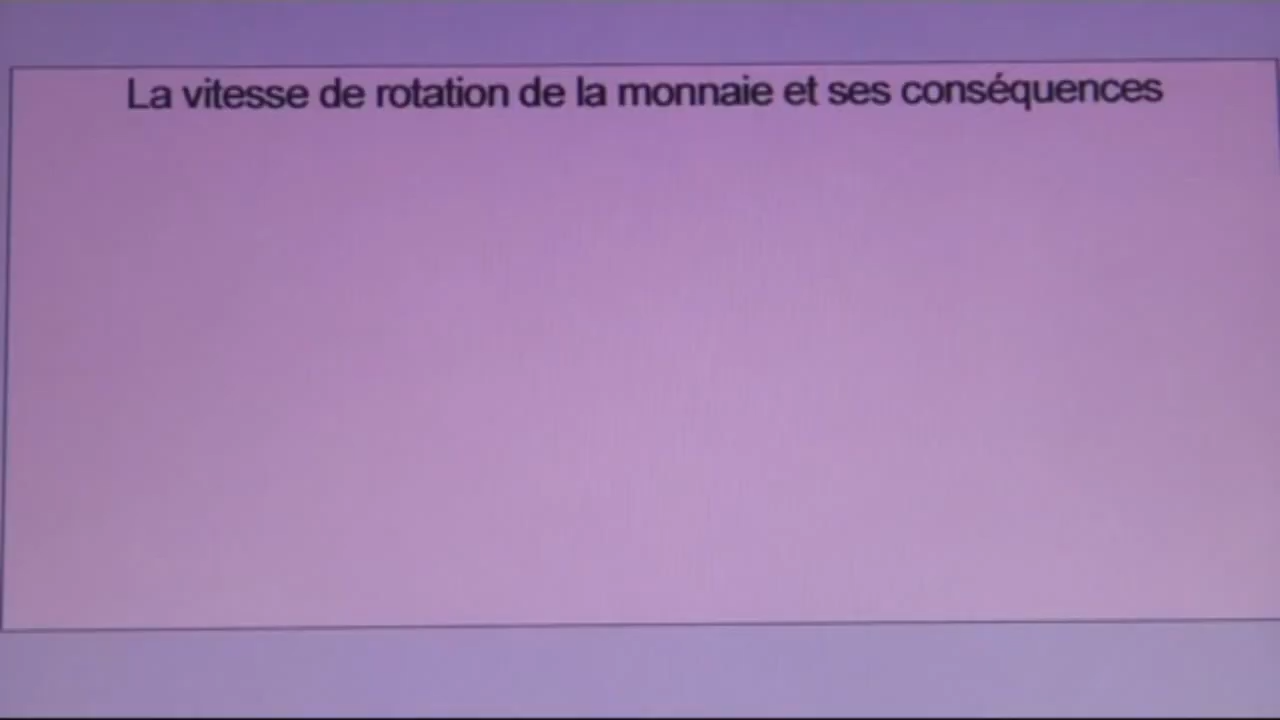 La vitesse de rotation de la monnaie et ses conséquences